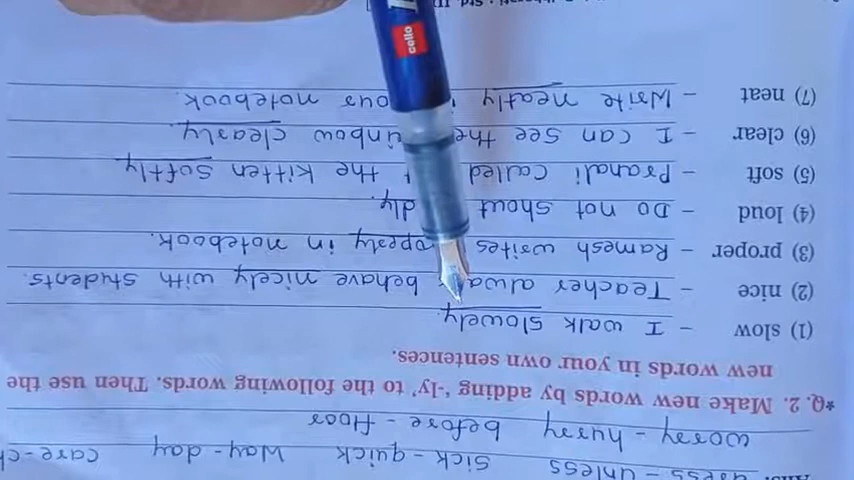 unless sick - quick way - day
worry - hurry before - floor
*Q. 2. Make new words by adding '-ly' to the following words. Then use the
new words in your own sentences.
(1) slow - I walk slowely.
(2) nice - Teacher behave nicely with students.
(3) proper - Ramesh writes in notebook.
(4) loud - Do not shout
(5) soft - Pranali called the kitten softly
(6) clear - I can see the clearly.
(7) neat - Write neatly your notebook.
cello